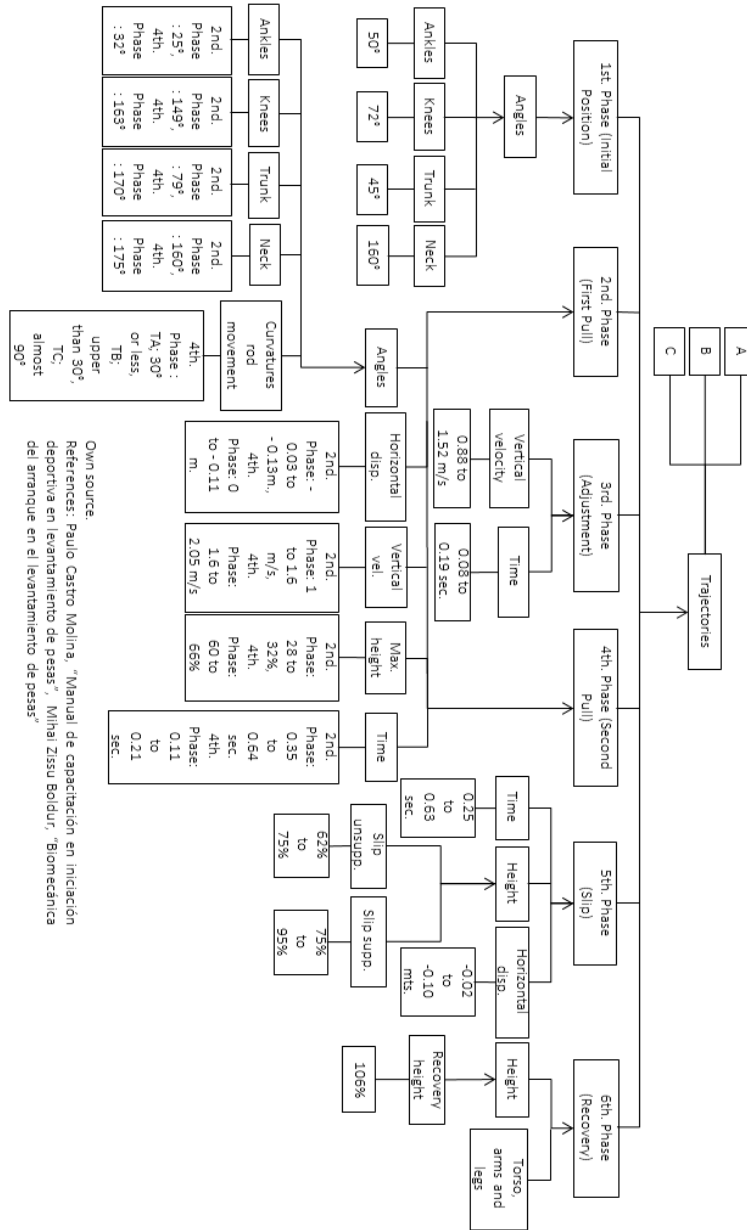 A
B
C
Trajectories
1st. Phase (Initial
Position)
2nd. Phase
(First Pull)
3rd. Phase
(Adjustment)
4th. Phase (Second
Pull)
5th. Phase
(Slip)
6th. Phase
(Recovery)
Angles
Ankles
Knees
Trunk
Neck
50°
72°
45°
160°
Vertical
velocity
Time
0.88 to
1.52 m/s
0.08 to
0.19 sec.
Time
Height
Horizontal
disp.
0.25
to
0.63
sec.
-0.02
to
-0.10
mts.
Slip
unsupp.
Slip supp.
62%
to
75%
75%
to
95%
Height
Torso,
arms and
legs
Recovery
height
106%
Angles
Horizontal
disp.
Vertical
vel.
Max.
height
Time
2nd.
Phase: -
0.03 to
- 0.13m.,
4th.
Phase: 0
to - 0.11
m.
2nd.
Phase: 1
to 1.6
m/s,
4th.
Phase:
1.6 to
2.05 m/s
2nd.
Phase:
28 to
32%,
4th.
Phase:
60 to
66%
2nd.
Phase:
0.35
to
0.64
sec.
4th.
Phase:
0.11
to
0.21
sec.
Ankles
Knees
Trunk
Neck
Curvatures
rod
movement
2nd.
Phase
: 25°,
4th.
Phase
: 32°
2nd.
Phase
: 149°,
4th.
Phase
: 163°
2nd.
Phase
: 79°,
4th.
Phase
: 170°
2nd.
Phase
: 160°,
4th.
Phase
: 175°
4th.
Phase :
TA; 30°
or less,
TB;
upper
than 30°,
TC;
almost
90°
Own source.
References: Paulo Castro Molina, "Manual de capacitación en iniciación
deportiva en levantamiento de pesas", Mihai Zissu Boldur, "Biomecánica
del arranque en el levantamiento de pesas"